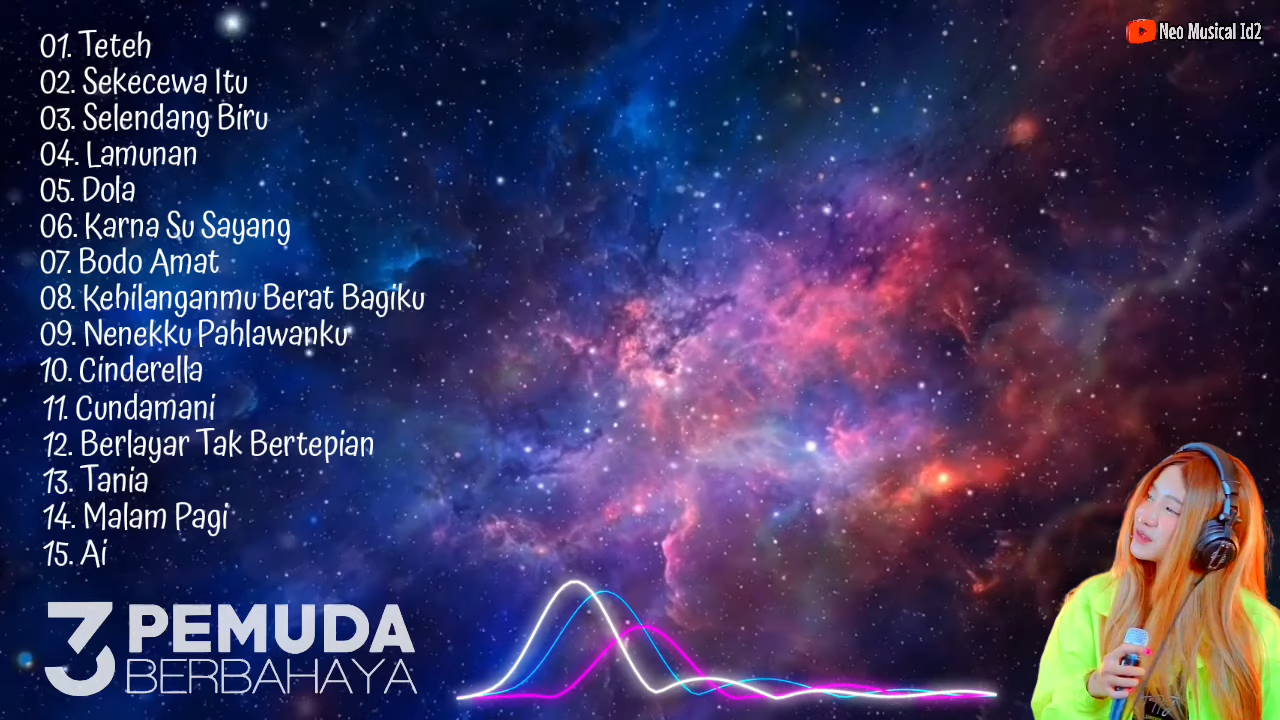 01. Teteh
02. Sekecewa Itu
03. Selendang Biru
04. Lamunan
05. Dola
06. Karna Su Sayang
07. Bodo Amat
08. Kehilanganmu Berat Bagiku
09. Nenekku Pahlawanku
10. Cinderella
11. Cundamani
12. Berlayar Tak Bertepian
13. Tania
14. Malam Pagi
15. Ai
3 PEMUDA
BERBAHAYA
Neo Musical Id2